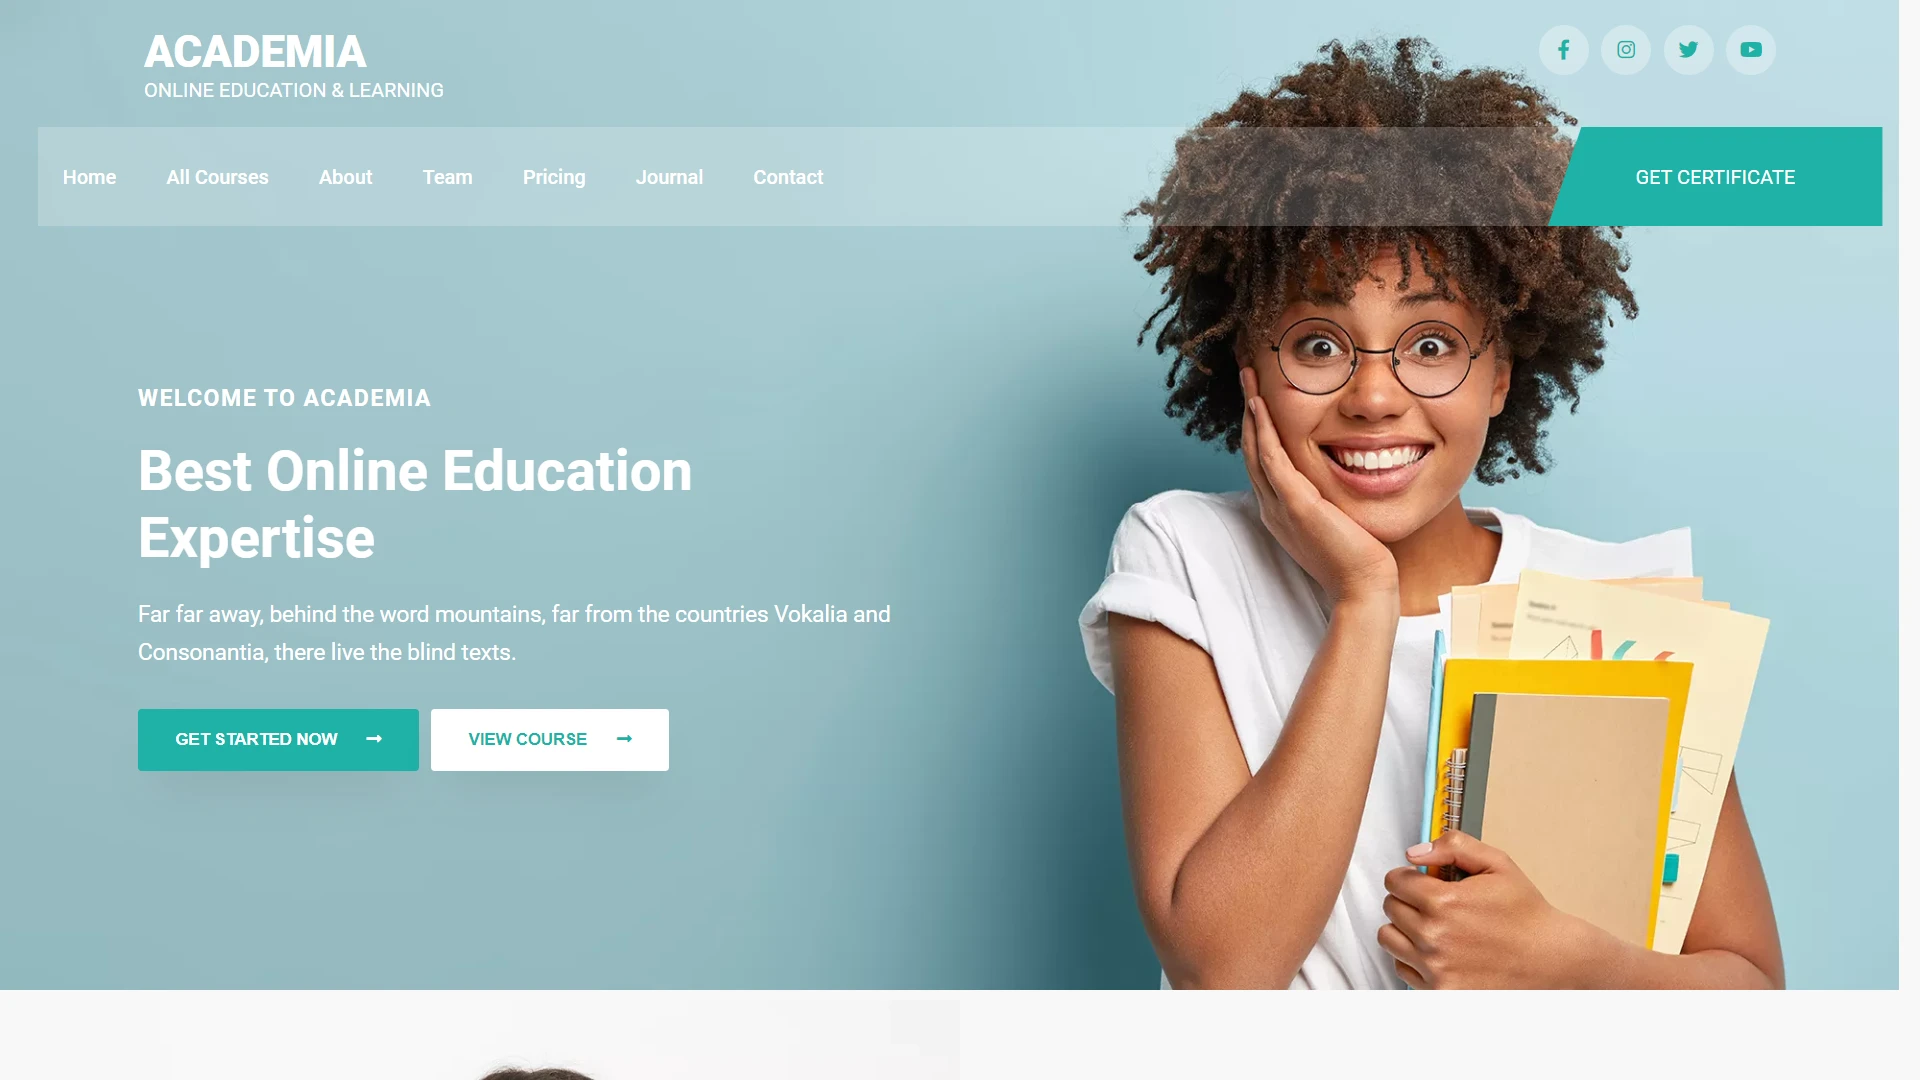 ACADEMIA
ONLINE EDUCATION & LEARNING
Home
All Courses
About
Team
Pricing
Journal
Contact
GET CERTIFICATE
WELCOME TO ACADEMIA
Best Online Education
Expertise
Far far away, behind the word mountains, far from the countries Vokalia and
Consonantia, there live the blind texts.
GET STARTED NOW
VIEW COURSE